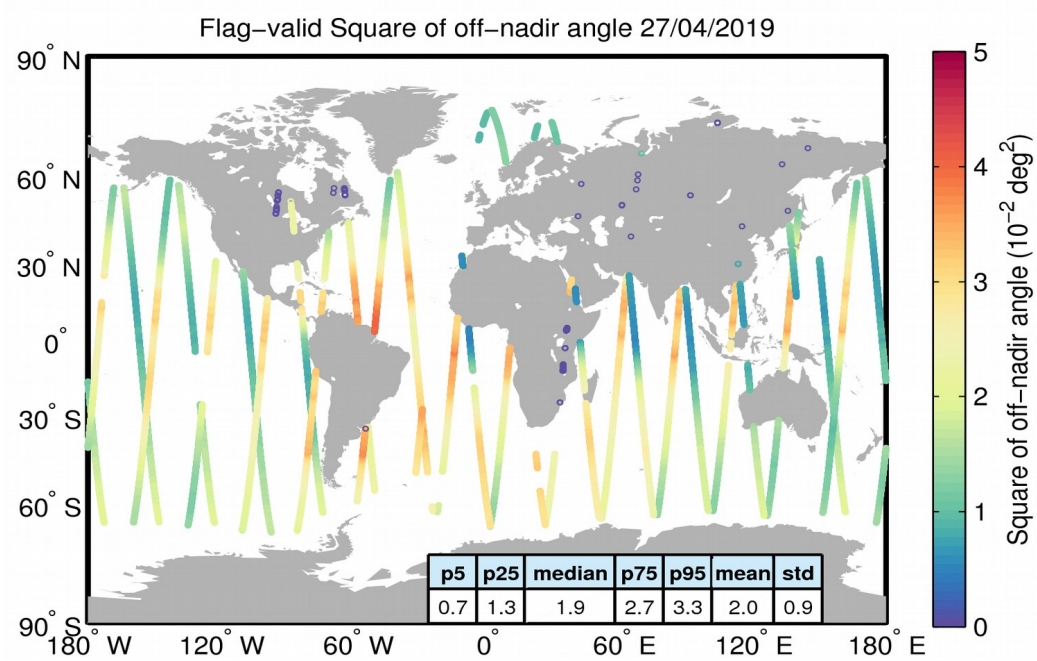 Flag−valid Square of off−nadir angle 27/04/2019
90° N
60° N
30° N
0°
30° S
60° S
90° S
180° W
120° W
60° W
0°
60° E
120° E
180° E
p5 p25 median p75 p95 mean std
0.7 1.3 1.9 2.7 3.3 2.0 0.9
5
4
3
2
1
0
Square of off−nadir angle (10⁻² deg²)